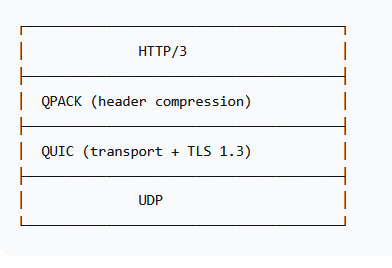 HTTP/3
QPACK (header compression)
QUIC (transport + TLS 1.3)
UDP